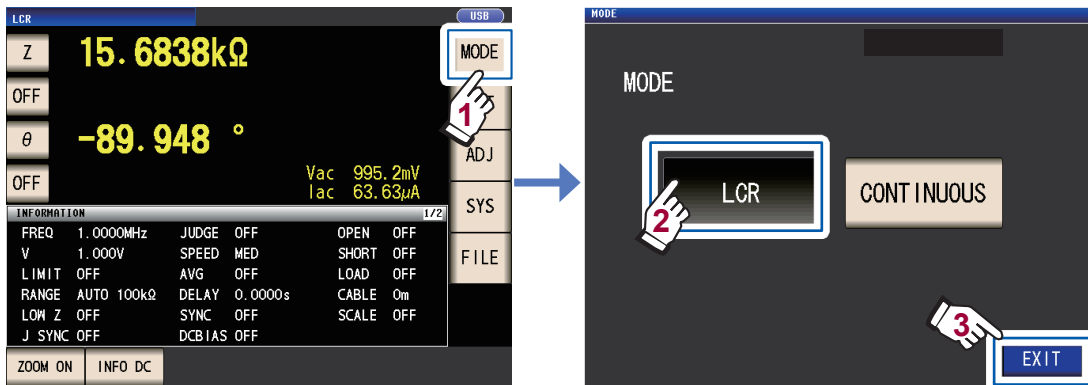 LCR USB
Z 15.6838kΩ MODE
OFF
1
θ -89.948 ° ADJ
OFF Vac 995.2mV
Iac 63.63μA
SYS
INFORMATION 1/2
FREQ 1.0000MHz JUDGE OFF OPEN OFF
V 1.000V SPEED MED SHORT OFF
FILE
LIMIT OFF AVG OFF LOAD OFF
RANGE AUTO 100kΩ DELAY 0.0000s CABLE 0m
LOW Z OFF SYNC OFF SCALE OFF
J SYNC OFF DCBIAS OFF
ZOOM ON INFO DC
MODE
MODE
LCR CONTINUOUS
2
3
EXIT